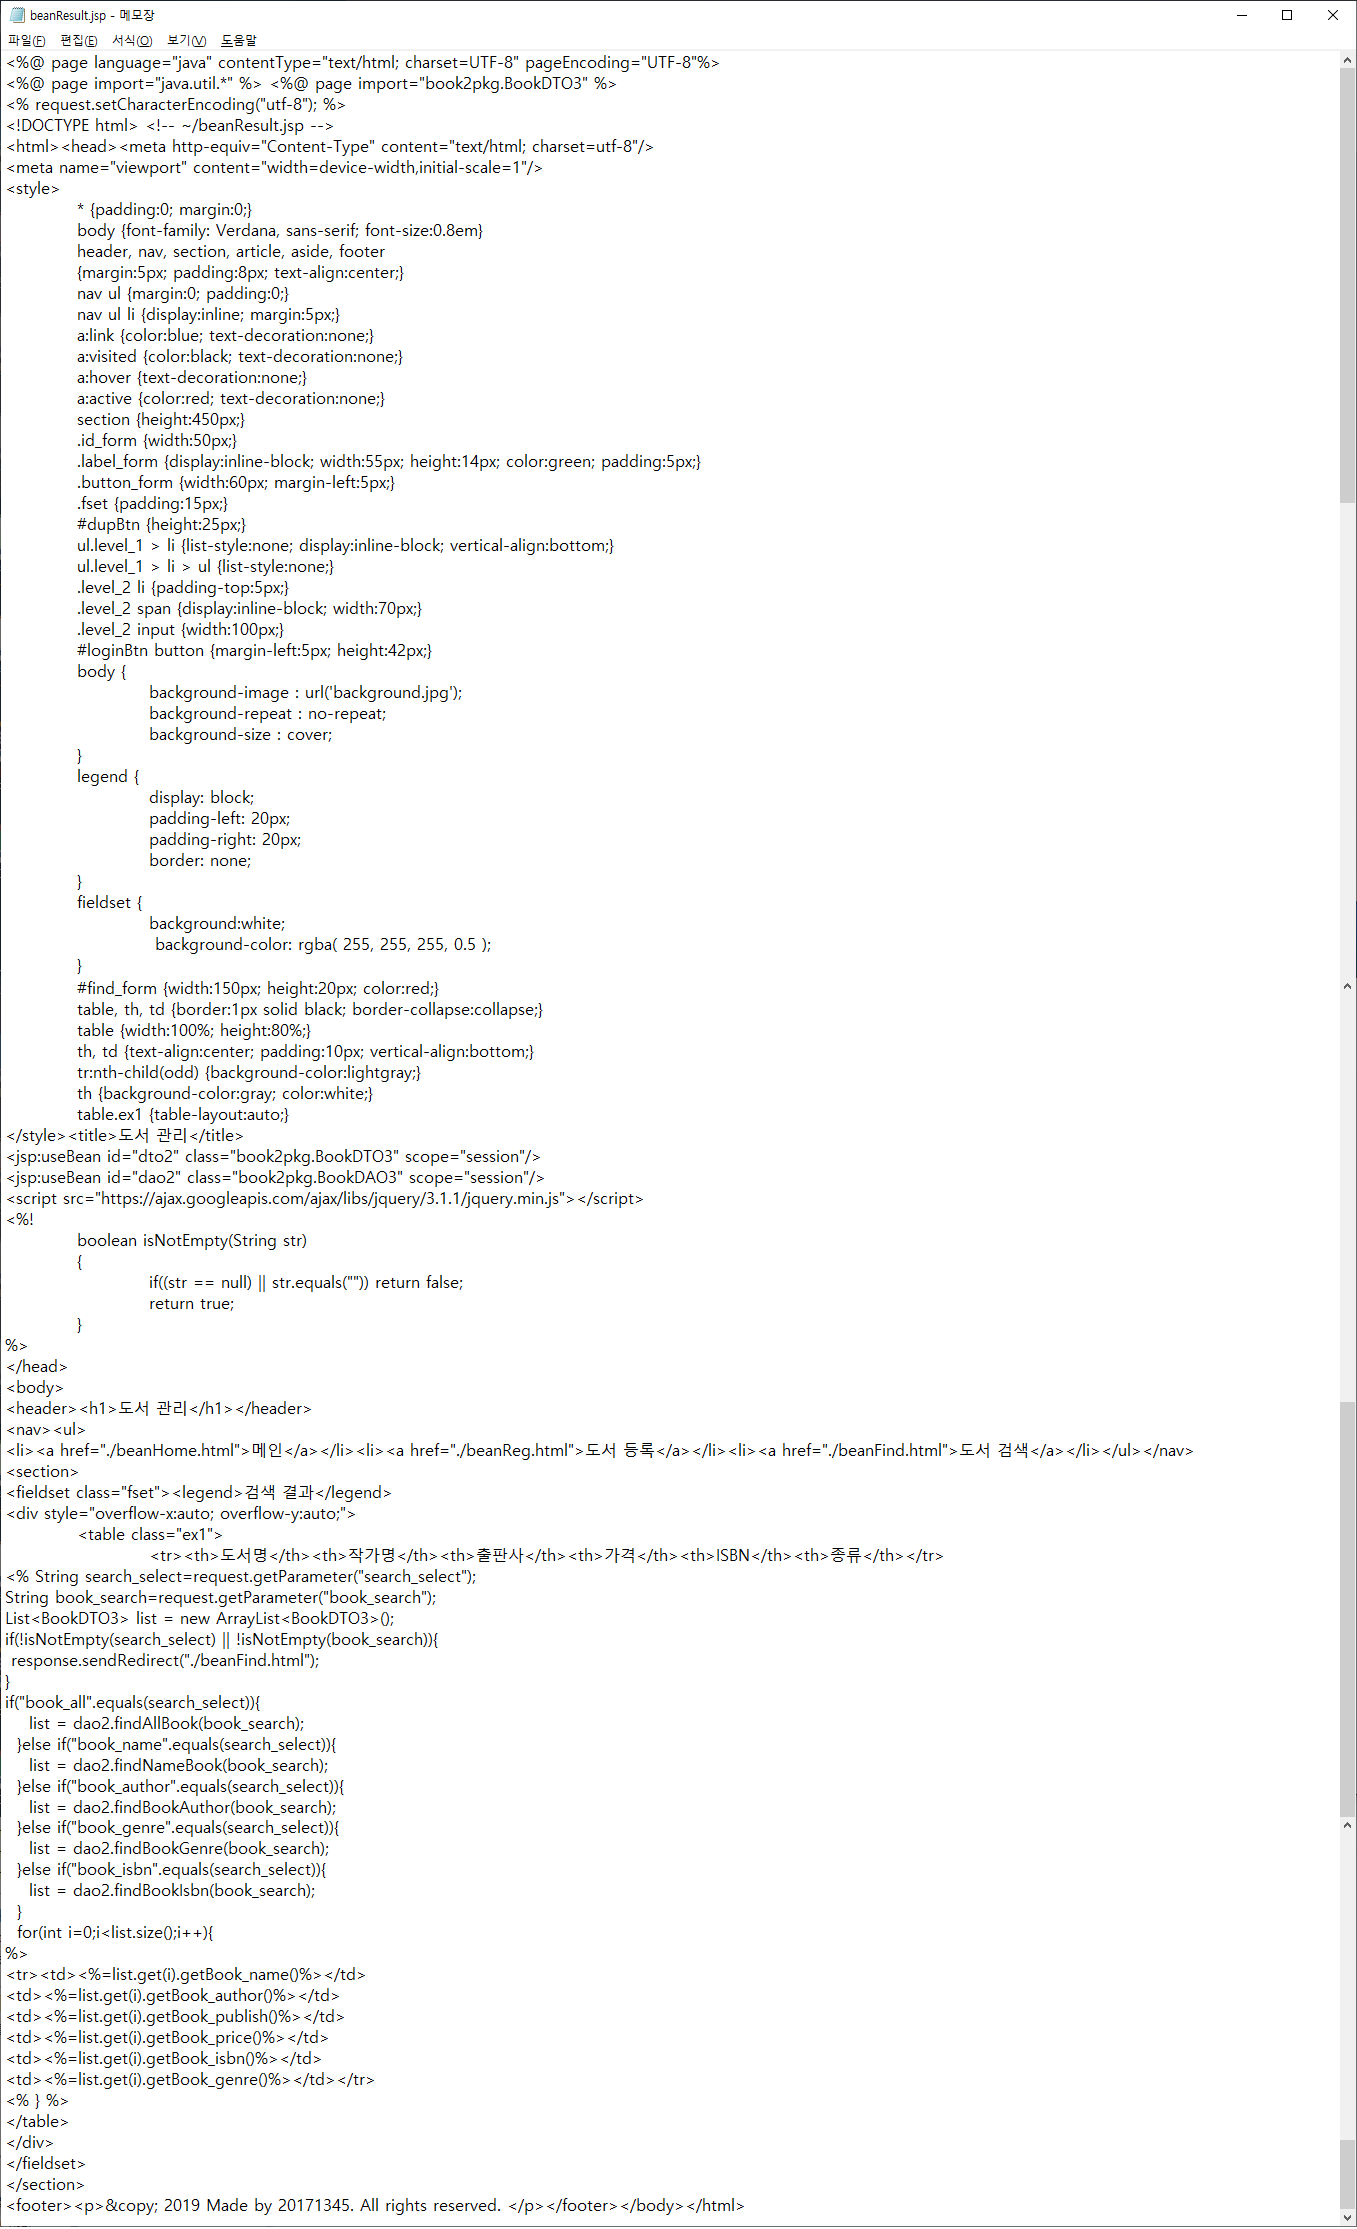 beanResult.jsp - 메모장
파일(F) 편집(E) 서식(O) 보기(V) 도움말
<%@ page language="java" contentType="text/html; charset=UTF-8" pageEncoding="UTF-8"%>
<%@ page import="java.util.*" %> <%@ page import="book2pkg.BookDTO3" %>
<% request.setCharacterEncoding("utf-8"); %>
<!DOCTYPE html> <!-- ~/beanResult.jsp -->
<html><head><meta http-equiv="Content-Type" content="text/html; charset=utf-8"/>
<meta name="viewport" content="width=device-width,initial-scale=1"/>
<style>
* {padding:0; margin:0;}
body {font-family: Verdana, sans-serif; font-size:0.8em}
header, nav, section, article, aside, footer
{margin:5px; padding:8px; text-align:center;}
nav ul {margin:0; padding:0;}
nav ul li {display:inline; margin:5px;}
a:link {color:blue; text-decoration:none;}
a:visited {color:black; text-decoration:none;}
a:hover {text-decoration:none;}
a:active {color:red; text-decoration:none;}
section {height:450px;}
.id_form {width:50px;}
.label_form {display:inline-block; width:55px; height:14px; color:green; padding:5px;}
.button_form {width:60px; margin-left:5px;}
.fset {padding:15px;}
#dupBtn {height:25px;}
ul.level_1 > li {list-style:none; display:inline-block; vertical-align:bottom;}
ul.level_1 > li > ul {list-style:none;}
.level_2 li {padding-top:5px;}
.level_2 span {display:inline-block; width:70px;}
.level_2 input {width:100px;}
#loginBtn button {margin-left:5px; height:42px;}
body {
background-image : url('background.jpg');
background-repeat : no-repeat;
background-size : cover;
}
legend {
display: block;
padding-left: 20px;
padding-right: 20px;
border: none;
}
fieldset {
background:white;
background-color: rgba( 255, 255, 255, 0.5 );
}
#find_form {width:150px; height:20px; color:red;}
table, th, td {border:1px solid black; border-collapse:collapse;}
table {width:100%; height:80%;}
th, td {text-align:center; padding:10px; vertical-align:bottom;}
tr:nth-child(odd) {background-color:lightgray;}
th {background-color:gray; color:white;}
table.ex1 {table-layout:auto;}
</style><title>도서 관리</title>
<jsp:useBean id="dto2" class="book2pkg.BookDTO3" scope="session"/>
<jsp:useBean id="dao2" class="book2pkg.BookDAO3" scope="session"/>
<script src="https://ajax.googleapis.com/ajax/libs/jquery/3.1.1/jquery.min.js"></script>
<%!
boolean isNotEmpty(String str)
{
if((str == null) || str.equals("")) return false;
return true;
}
%>
</head>
<body>
<header><h1>도서 관리</h1></header>
<nav><ul>
<li><a href="./beanHome.html">메인</a></li><li><a href="./beanReg.html">도서 등록</a></li><li><a href="./beanFind.html">도서 검색</a></li></ul></nav>
<section>
<fieldset class="fset"><legend>검색 결과</legend>
<div style="overflow-x:auto; overflow-y:auto;">
<table class="ex1">
<tr><th>도서명</th><th>작가명</th><th>출판사</th><th>가격</th><th>ISBN</th><th>종류</th></tr>
<% String search_select=request.getParameter("search_select");
String book_search=request.getParameter("book_search");
List<BookDTO3> list = new ArrayList<BookDTO3>();
if(!isNotEmpty(search_select) || !isNotEmpty(book_search)){
response.sendRedirect("./beanFind.html");
}
if("book_all".equals(search_select)){
list = dao2.findAllBook(book_search);
}else if("book_name".equals(search_select)){
list = dao2.findNameBook(book_search);
}else if("book_author".equals(search_select)){
list = dao2.findBookAuthor(book_search);
}else if("book_genre".equals(search_select)){
list = dao2.findBookGenre(book_search);
}else if("book_isbn".equals(search_select)){
list = dao2.findBookIsbn(book_search);
}
for(int i=0;i<list.size();i++){
%>
<tr><td><%=list.get(i).getBook_name()%></td>
<td><%=list.get(i).getBook_author()%></td>
<td><%=list.get(i).getBook_publish()%></td>
<td><%=list.get(i).getBook_price()%></td>
<td><%=list.get(i).getBook_isbn()%></td>
<td><%=list.get(i).getBook_genre()%></td></tr>
<% } %>
</table>
</div>
</fieldset>
</section>
<footer><p>&copy; 2019 Made by 20171345. All rights reserved. </p></footer></body></html>